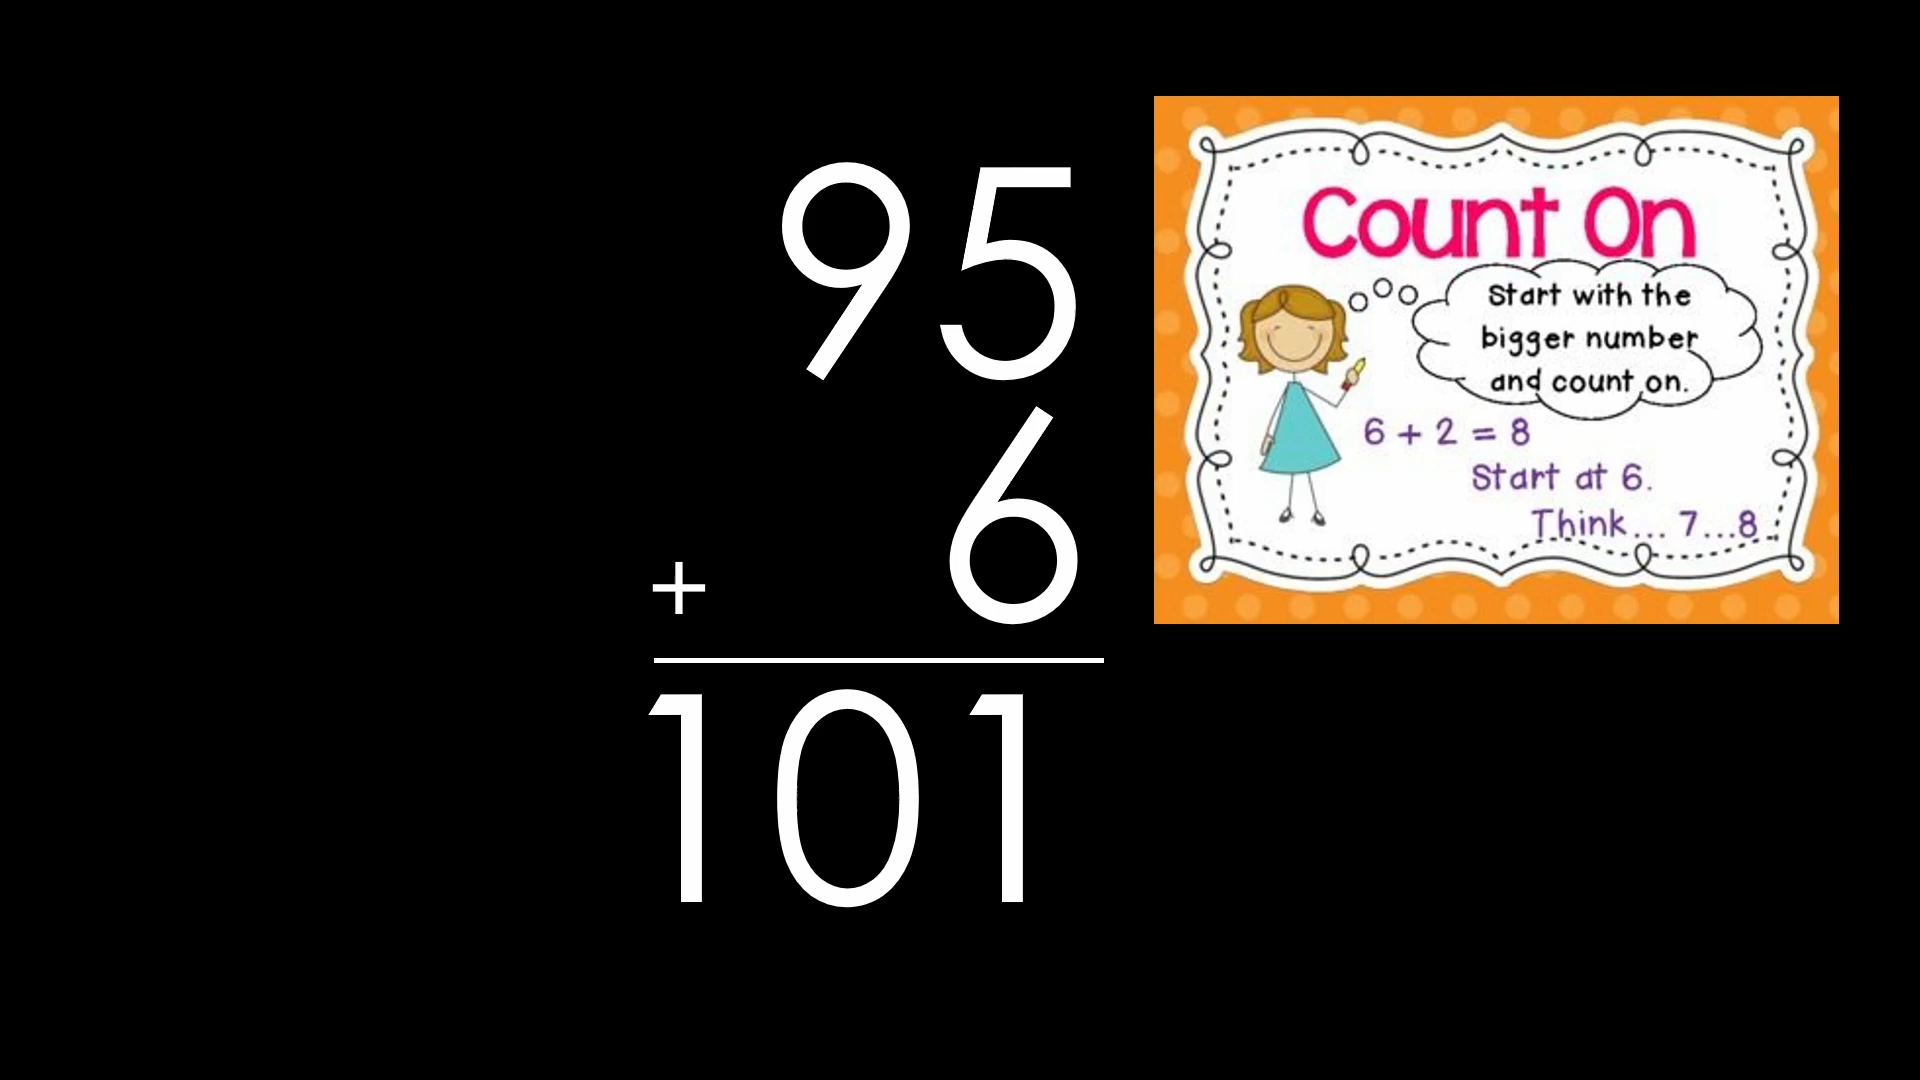 95
+ 6
101
Count On
Start with the
bigger number
and count on.
6 + 2 = 8
Start at 6.
Think... 7...8